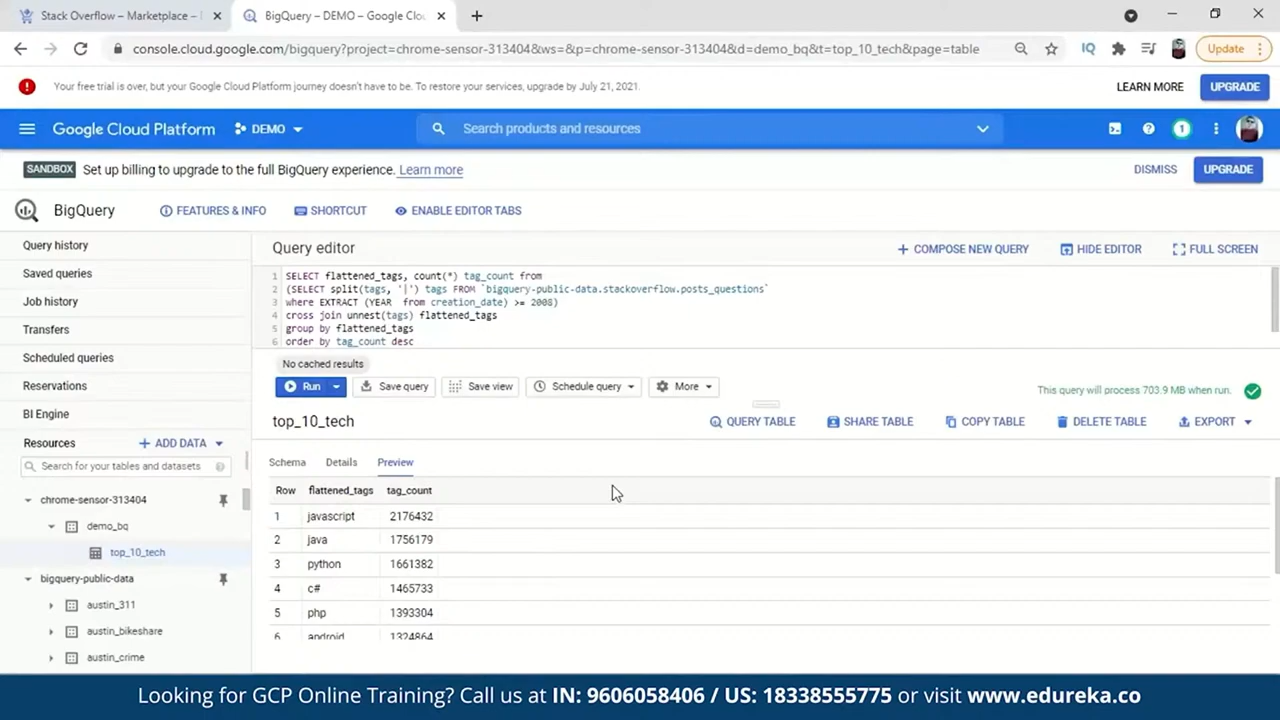 Stack Overflow – Marketplace –
BigQuery – DEMO – Google Clou
console.cloud.google.com/bigquery?project=chrome-sensor-313404&ws=&p=chrome-sensor-313404&d=demo_bq&t=top_10_tech&page=table
IQ
Update
Your free trial is over, but your Google Cloud Platform journey doesn't have to be. To restore your services, upgrade by July 21, 2021.
LEARN MORE
UPGRADE
Google Cloud Platform
DEMO
Search products and resources
1
SANDBOX Set up billing to upgrade to the full BigQuery experience. Learn more
DISMISS
UPGRADE
BigQuery
FEATURES & INFO
SHORTCUT
ENABLE EDITOR TABS
Query history
Saved queries
Job history
Transfers
Scheduled queries
Reservations
BI Engine
Resources
ADD DATA
Search for your tables and datasets
chrome-sensor-313404
demo_bq
top_10_tech
bigquery-public-data
austin_311
austin_bikeshare
austin_crime
Query editor
COMPOSE NEW QUERY
HIDE EDITOR
FULL SCREEN
1 SELECT flattened_tags, count(*) tag_count from
2 (SELECT split(tags, '|') tags FROM `bigquery-public-data.stackoverflow.posts_questions`
3 where EXTRACT (YEAR from creation_date) >= 2008)
4 cross join unnest(tags) flattened_tags
5 group by flattened_tags
6 order by tag_count desc
No cached results
Run
Save query
Save view
Schedule query
More
This query will process 703.9 MB when run.
top_10_tech
QUERY TABLE
SHARE TABLE
COPY TABLE
DELETE TABLE
EXPORT
Schema
Details
Preview
Row flattened_tags tag_count
1 javascript 2176432
2 java 1756179
3 python 1661382
4 c# 1465733
5 php 1393304
6 android 1324864
Looking for GCP Online Training? Call us at IN: 9606058406 / US: 18338555775 or visit www.edureka.co